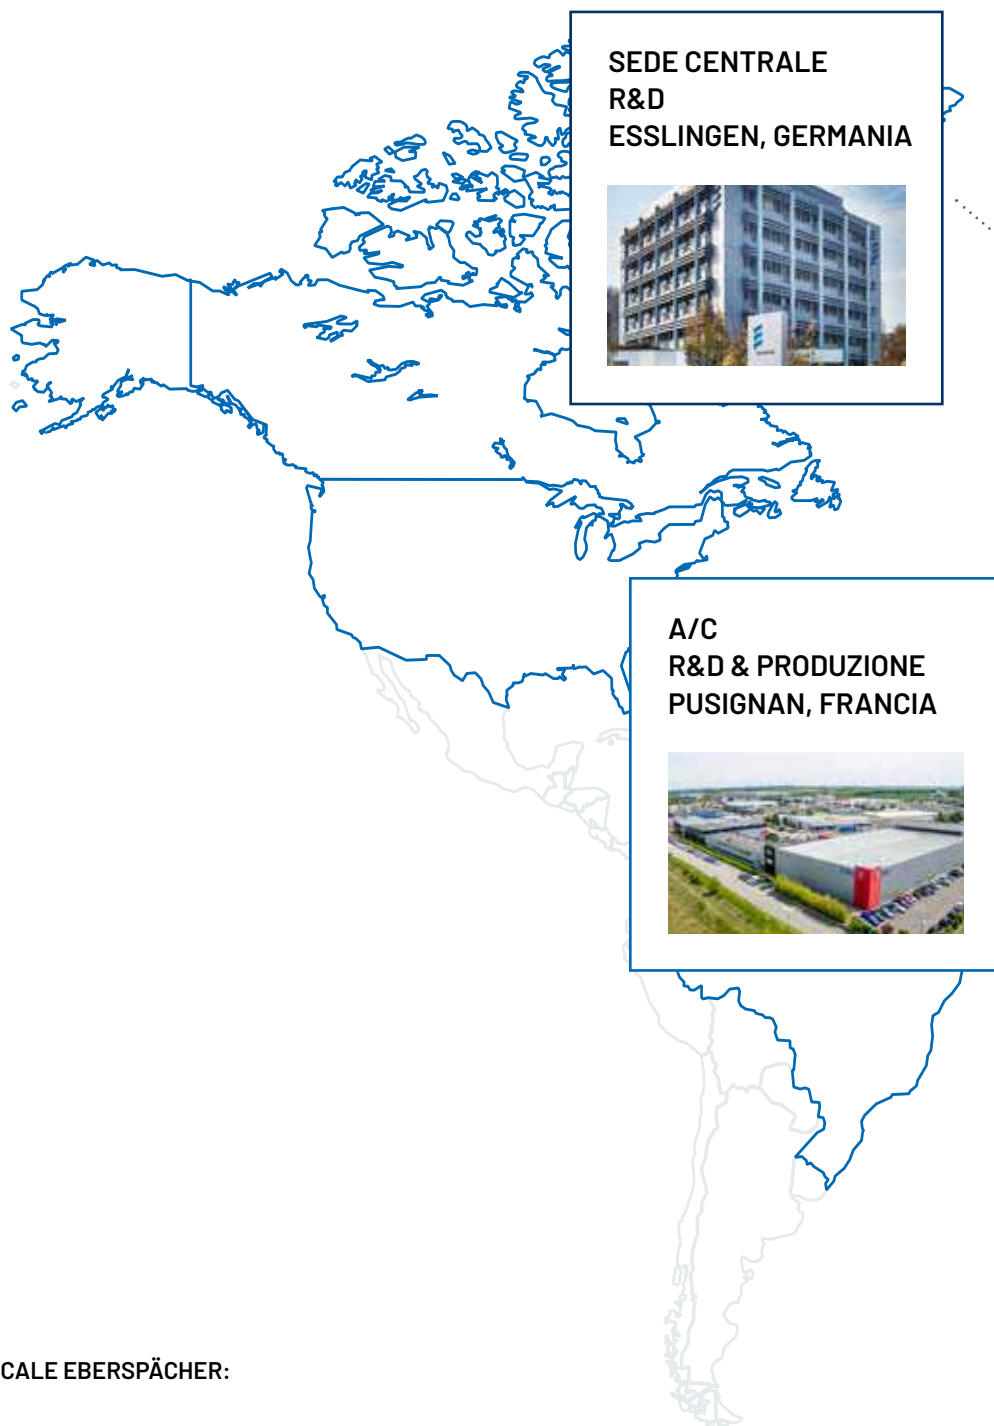 SEDE CENTRALE
R&D
ESSLINGEN, GERMANIA
A/C
R&D & PRODUZIONE
PUSIGNAN, FRANCIA
CALE EBERSPÄCHER: